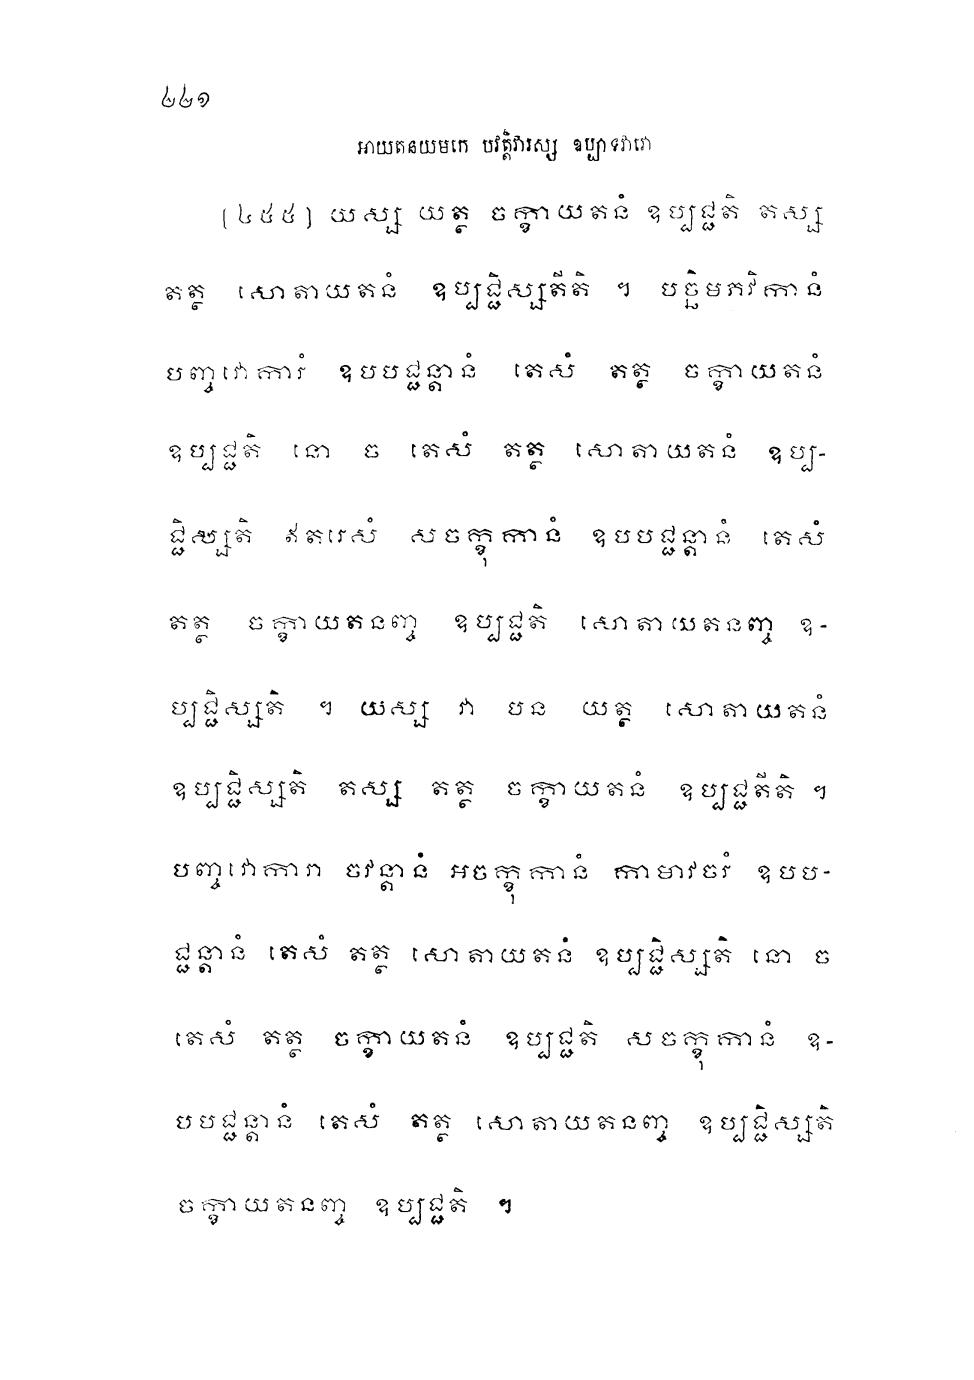 ៤៤១
អាយតនយមកេ បវត្តិវារស្ស ឧប្បាទវារោ
(៤៥៥) យស្ស យត្ថ ចក្ខាយតនំ ឧប្បជ្ជតិ តស្ស
តត្ថ សោតាយតនំ ឧប្បជ្ជិស្សតីតិ ។ បច្ឆិមភវិកានំ
បញ្ចវោការំ ឧបបជ្ជន្តានំ តេសំ តត្ថ ចក្ខាយតនំ
ឧប្បជ្ជតិ នោ ច តេសំ តត្ថ សោតាយតនំ ឧប្ប-
ជ្ជិស្សតិ ឥតរេសំ សចក្ខុកានំ ឧបបជ្ជន្តានំ តេសំ
តត្ថ ចក្ខាយតនញ្ច ឧប្បជ្ជតិ សោតាយតនញ្ច ឧ-
ប្បជ្ជិស្សតិ ។ យស្ស វា បន យត្ថ សោតាយតនំ
ឧប្បជ្ជិស្សតិ តស្ស តត្ថ ចក្ខាយតនំ ឧប្បជ្ជតីតិ ។
បញ្ចវោការា ចវន្តានំ អចក្ខុកានំ កាមាវចរំ ឧបប-
ជ្ជន្តានំ តេសំ តត្ថ សោតាយតនំ ឧប្បជ្ជិស្សតិ នោ ច
តេសំ តត្ថ ចក្ខាយតនំ ឧប្បជ្ជតិ សចក្ខុកានំ ឧ-
បបជ្ជន្តានំ តេសំ តត្ថ សោតាយតនញ្ច ឧប្បជ្ជិស្សតិ
ចក្ខាយតនញ្ច ឧប្បជ្ជតិ ។